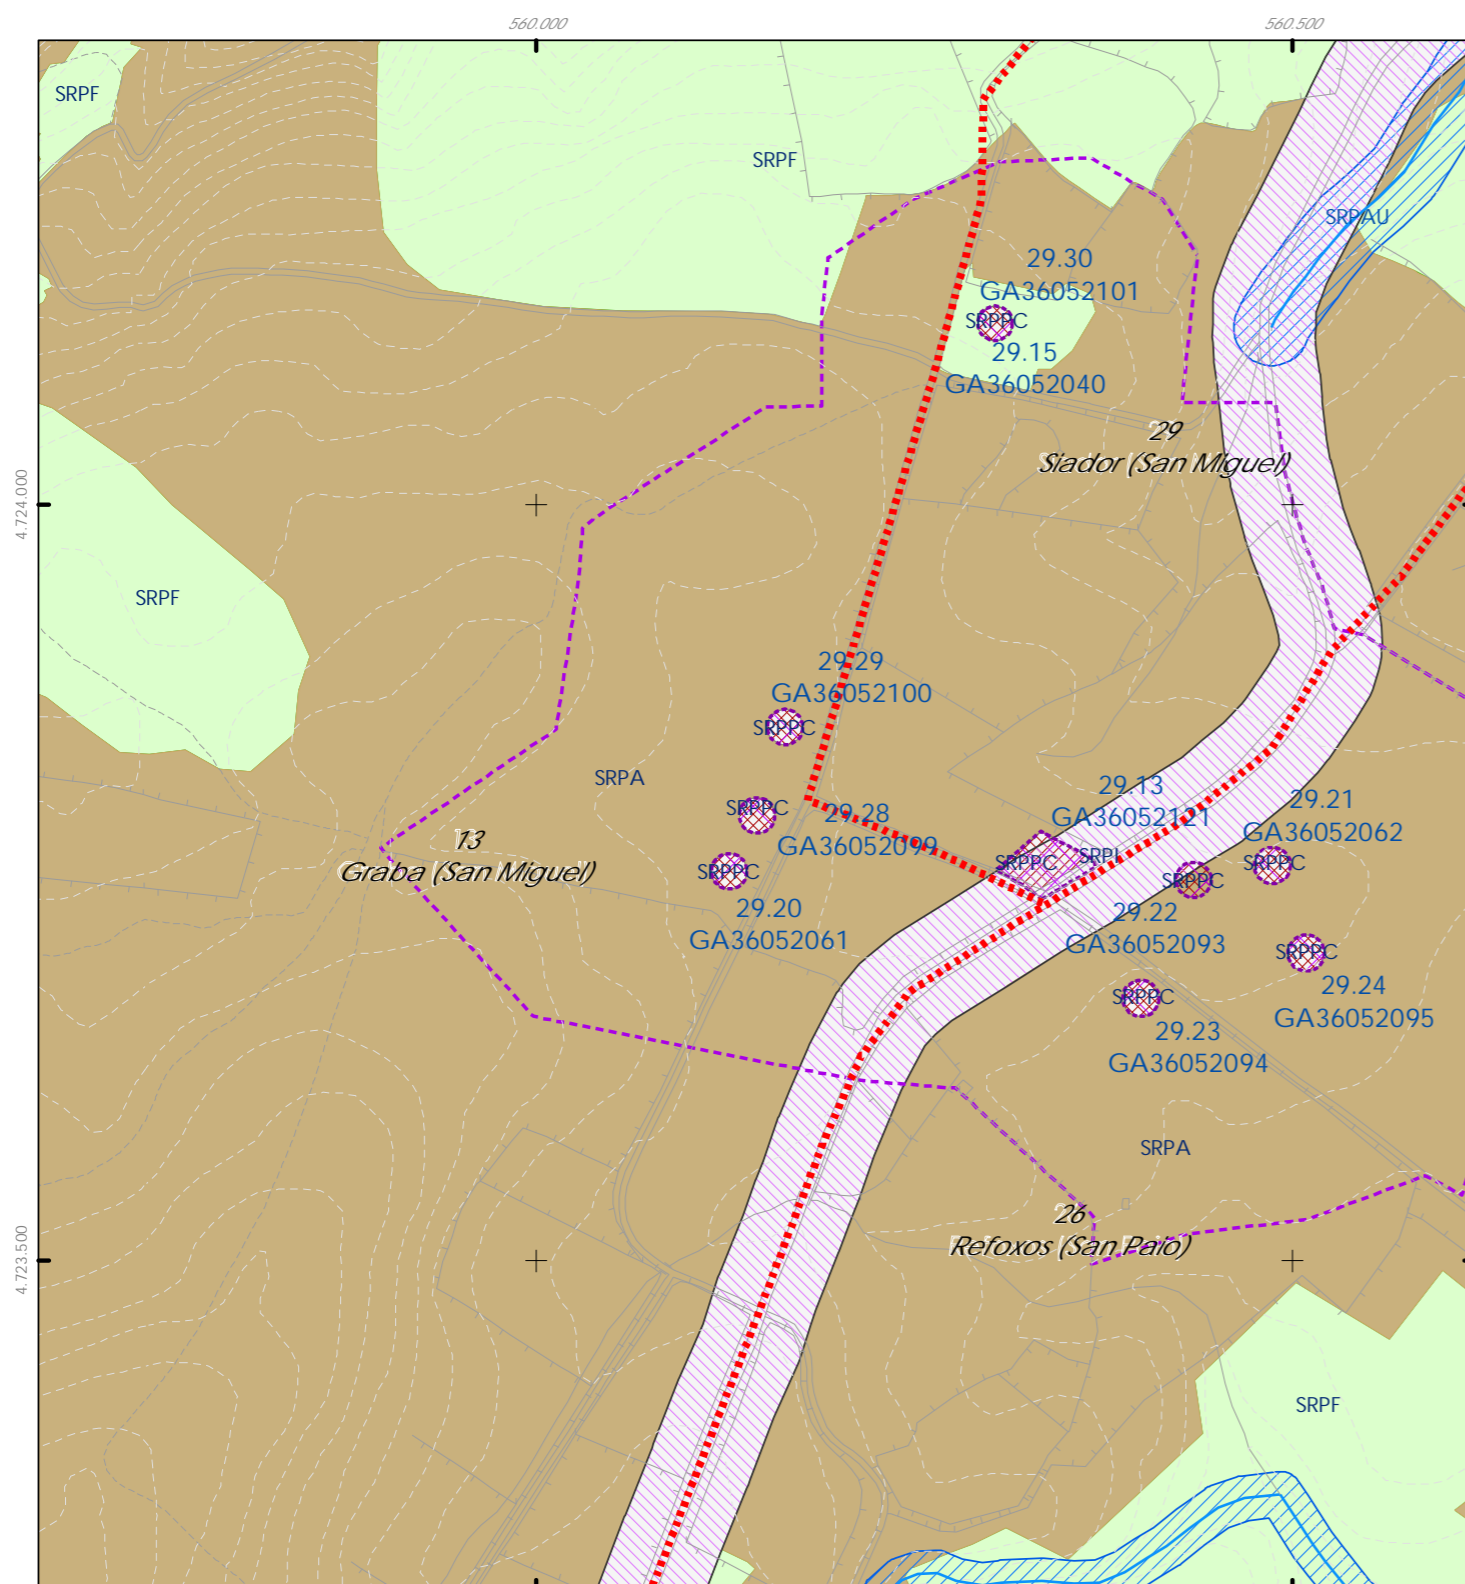 560.000
560.500
SRPF
SRPF
SRPAU
29.30
GA36052101
SRPPC
29.15
GA36052040
29
Siador (San Miguel)
4.724.000
SRPF
29.29
GA36052100
SRPPC
SRPA
29.13
GA36052121
29.21
GA36052062
SRPPC
29.28
GA36052099
13
Graba (San Miguel)
SRPPC
SRPPC
SRPI
SRPPC
SRPPC
29.20
GA36052061
29.22
GA36052093
SRPPC
29.24
GA36052095
SRPPC
29.23
GA36052094
SRPA
26
Refoxos (San Paio)
4.723.500
SRPF